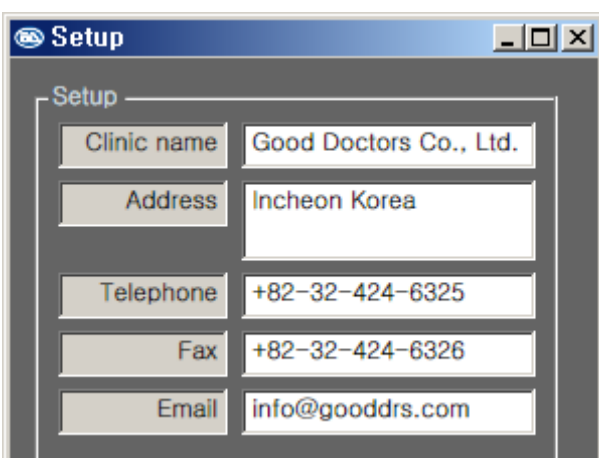 Setup
Setup
Clinic name Good Doctors Co., Ltd.
Address Incheon Korea
Telephone +82-32-424-6325
Fax +82-32-424-6326
Email info@gooddrs.com